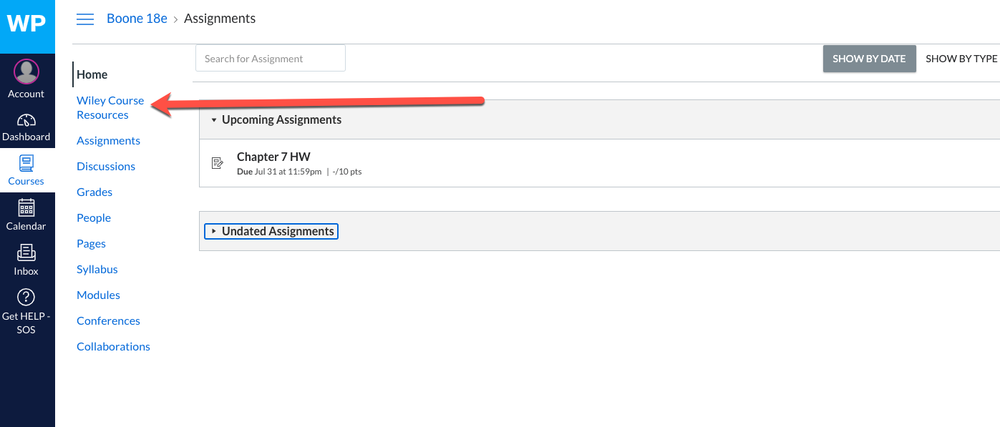 WP
Account
Dashboard
Courses
Calendar
Inbox
Get HELP -
SOS
Boone 18e > Assignments
Home
Wiley Course
Resources
Assignments
Discussions
Grades
People
Pages
Syllabus
Modules
Conferences
Collaborations
Search for Assignment
SHOW BY DATE SHOW BY TYPE
Upcoming Assignments
Chapter 7 HW
Due Jul 31 at 11:59pm | -/10 pts
Undated Assignments